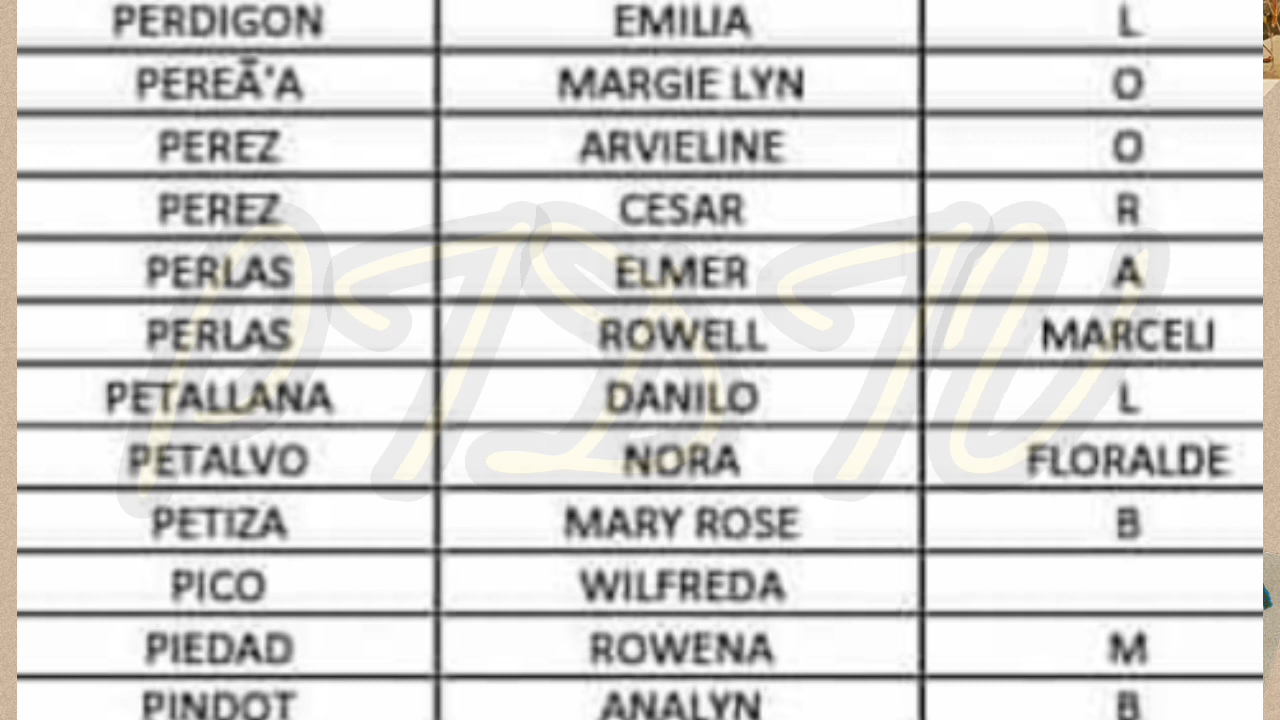 PERDIGON EMILIA L
PEREÃ'A MARGIE LYN O
PEREZ ARVIELINE O
PEREZ CESAR R
PERLAS ELMER A
PERLAS ROWELL MARCELI
PETALLANA DANILO L
PETALVO NORA FLORALDE
PETIZA MARY ROSE B
PICO WILFREDA
PIEDAD ROWENA M
PINDOT ANALYN B